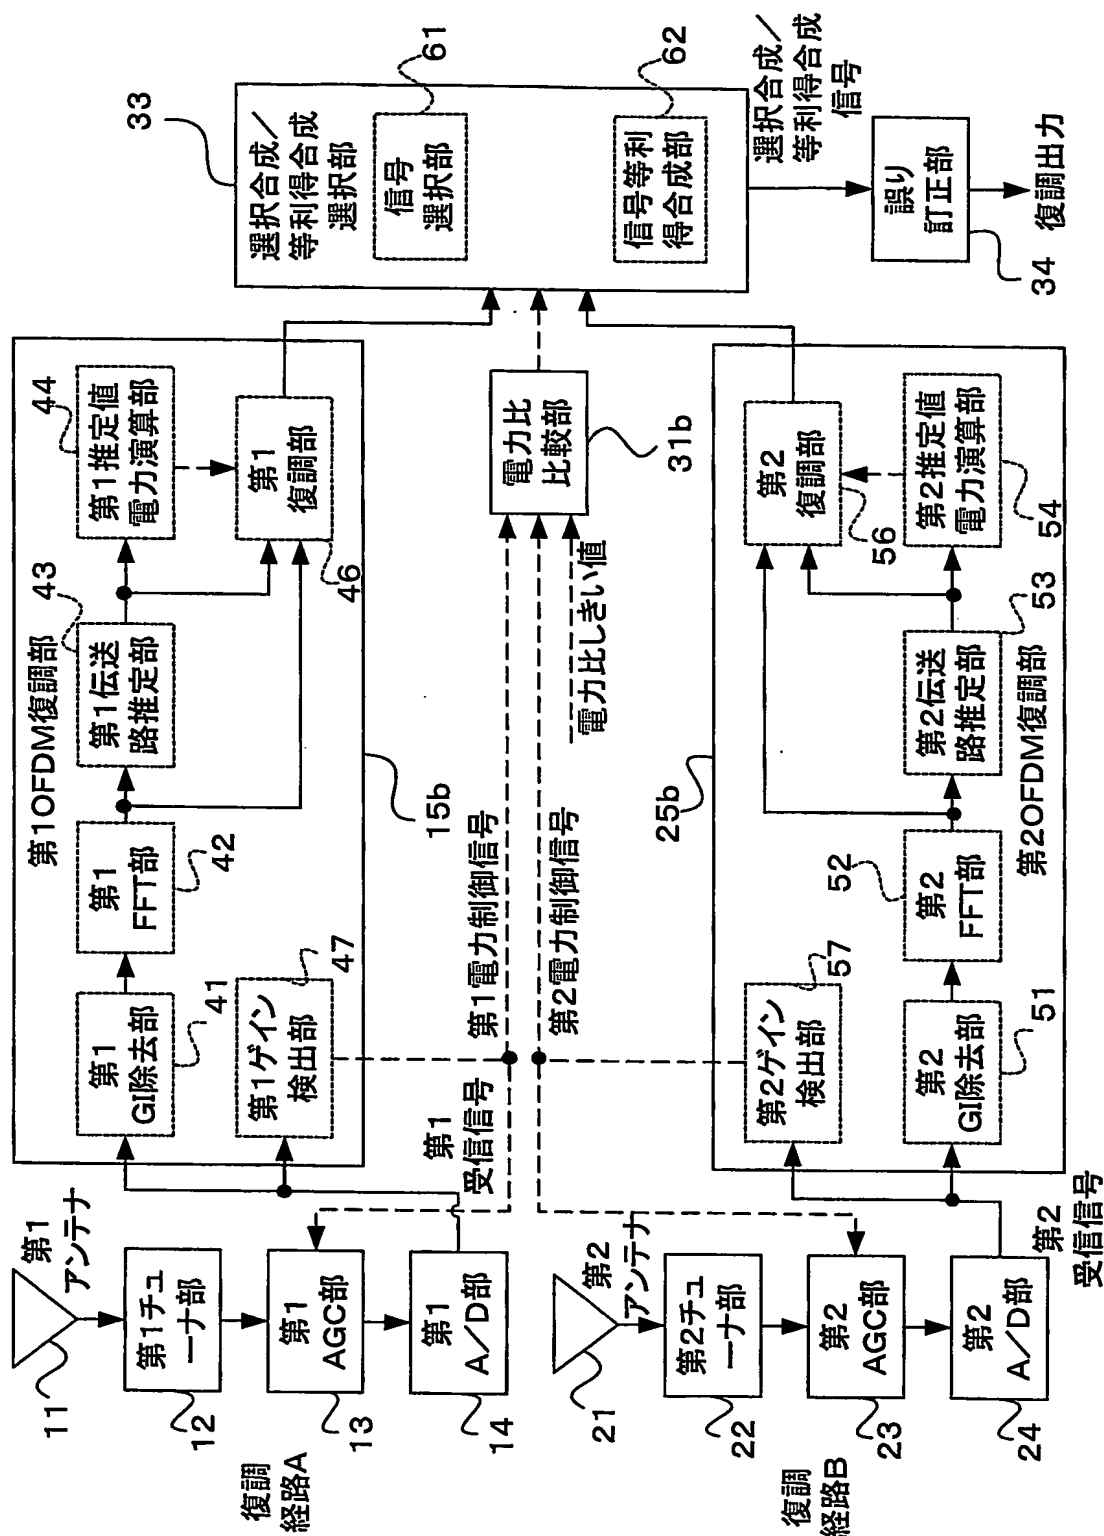 復調
経路A
第1
アンテナ
11
第1チュ
ーナ部
12
第1
AGC部
13
第1
A/D部
14
第1
受信信号
第1OFDM復調部
第1
GI除去部
41
第1
FFT部
42
第1伝送
路推定部
43
第1推定値
電力演算部
44
第1
復調部
46
第1ゲイン
検出部
47
15b
第1電力制御信号
第2電力制御信号
電力比しきい値
電力比
比較部
31b
復調
経路B
第2
アンテナ
21
第2チュ
ーナ部
22
第2
AGC部
23
第2
A/D部
24
第2
受信信号
第2OFDM復調部
25b
第2ゲイン
検出部
57
第2
GI除去部
51
第2
FFT部
52
第2伝送
路推定部
53
第2推定値
電力演算部
54
第2
復調部
56
33
選択合成/
等利得合成
選択部
信号
選択部
61
信号等利
得合成部
62
選択合成/
等利得合成
信号
誤り
訂正部
34
復調出力